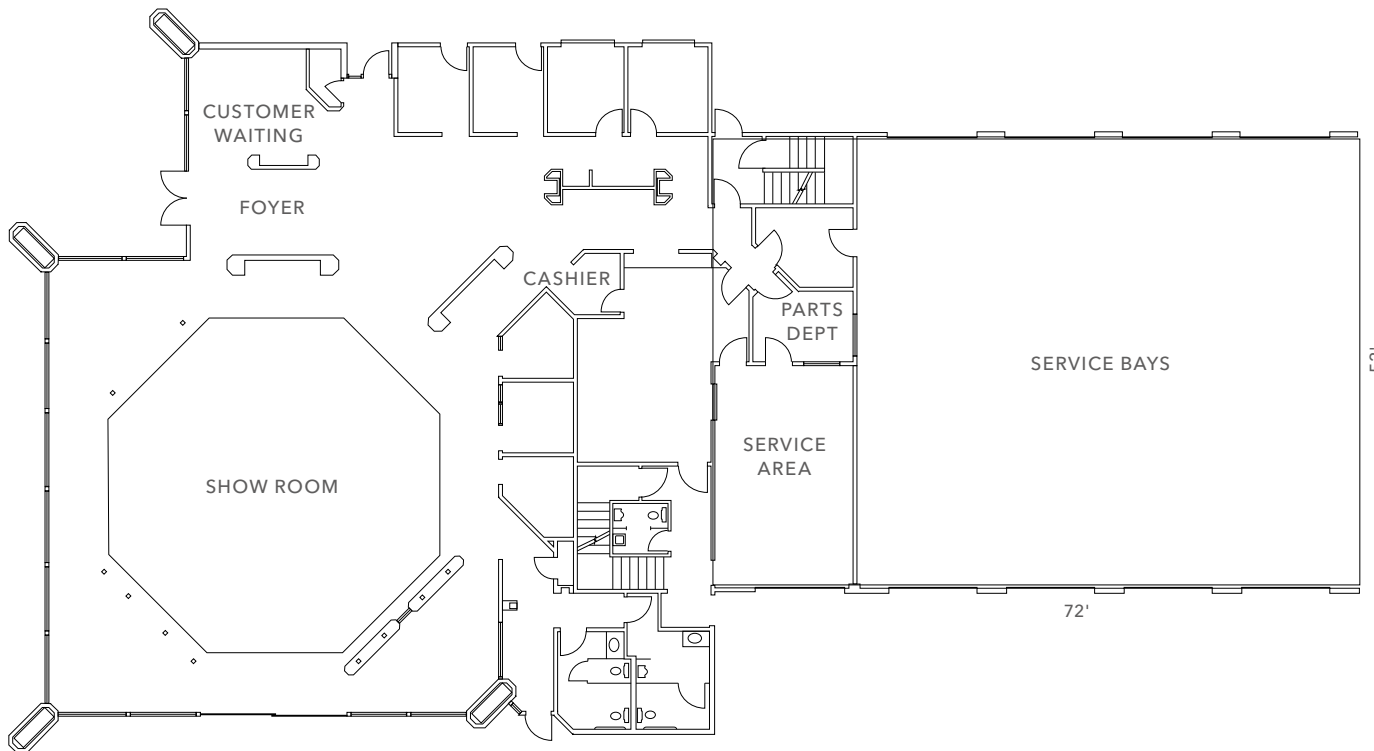 CUSTOMER
WAITING
FOYER
CASHIER
PARTS
DEPT
SERVICE BAYS
SERVICE
AREA
SHOW ROOM
72'